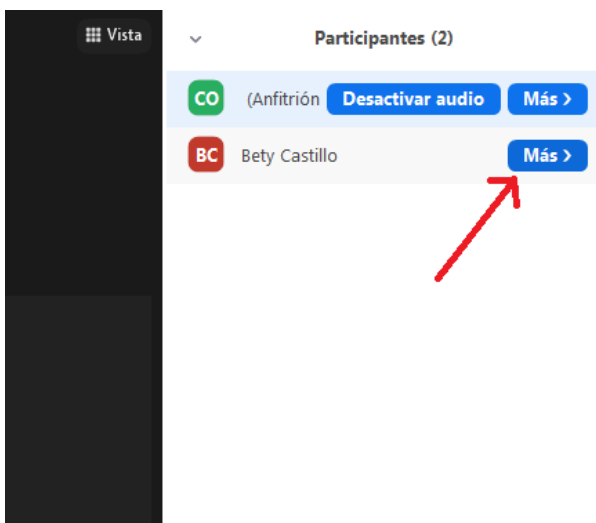 Vista
Participantes (2)
CO (Anfitrión Desactivar audio Más >
BC Bety Castillo Más >